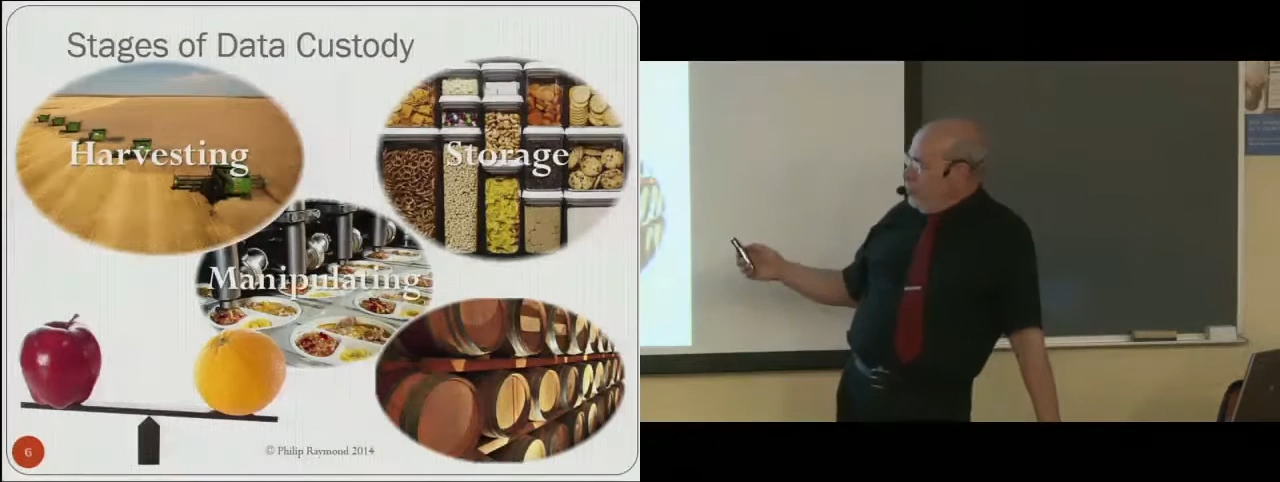 Stages of Data Custody
Harvesting
Storage
Manipulating
6
© Philip Raymond 2014